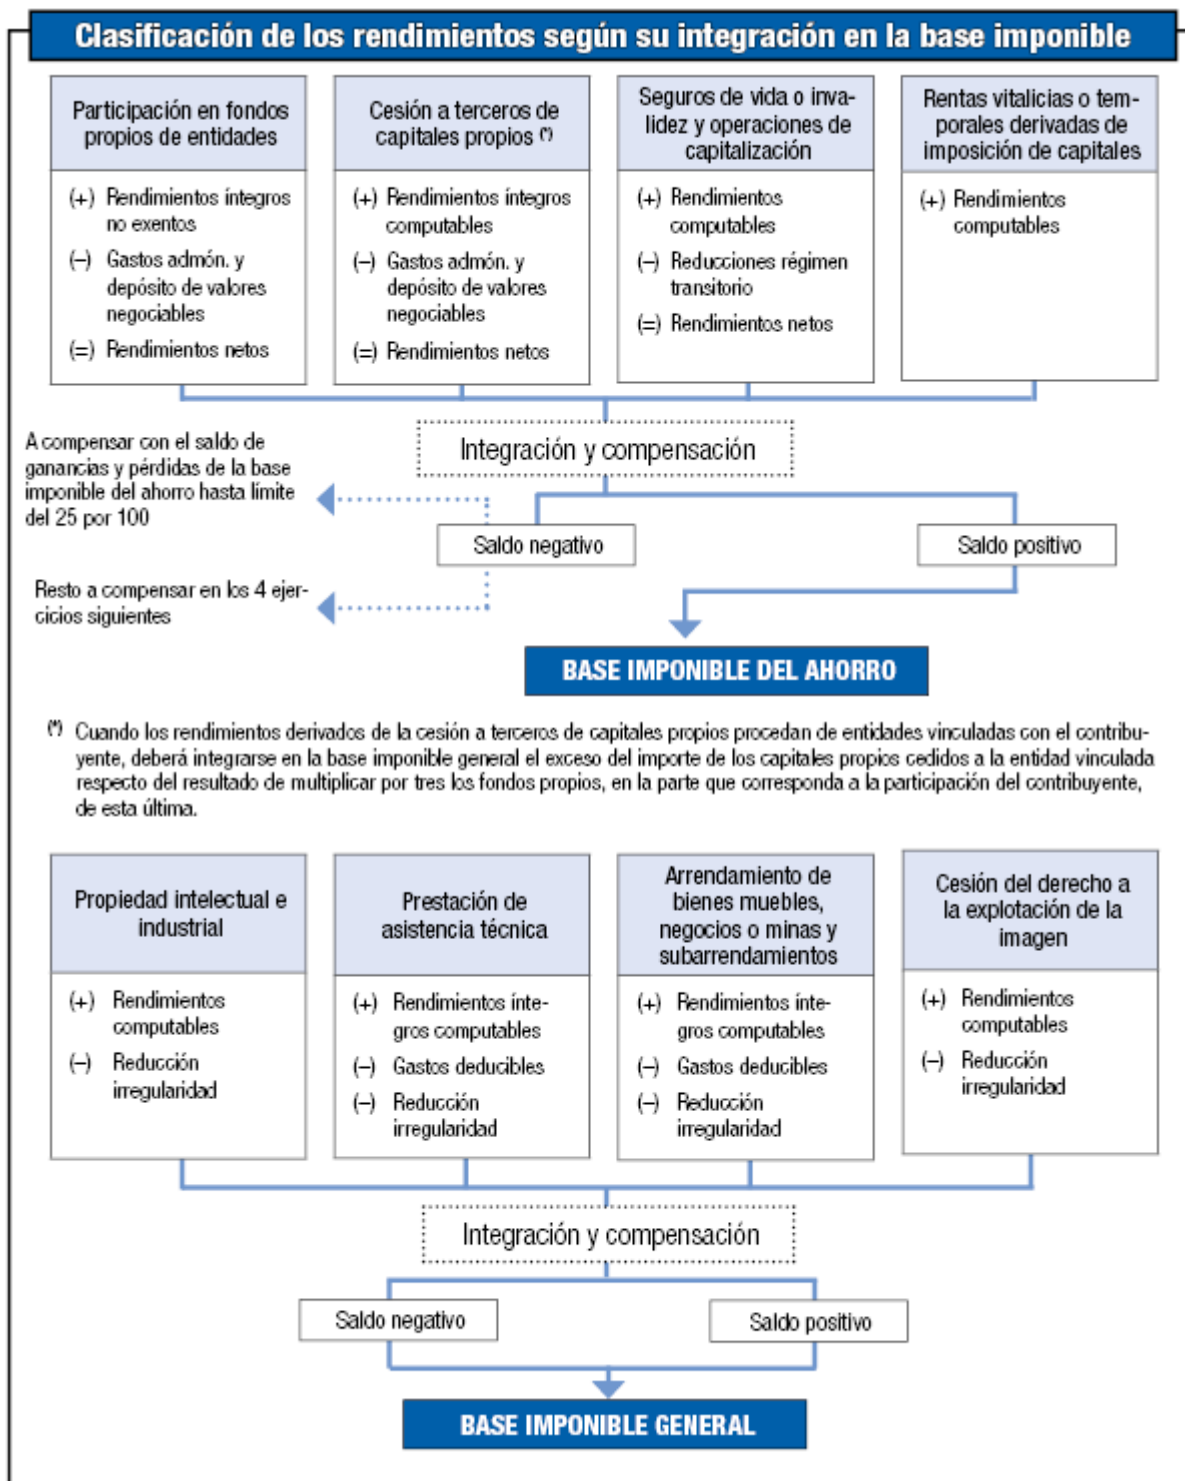 Clasificación de los rendimientos según su integración en la base imponible
Participación en fondos
propios de entidades
(+) Rendimientos íntegros
no exentos
(–) Gastos admón. y
depósito de valores
negociables
(=) Rendimientos netos
Cesión a terceros de
capitales propios (*)
(+) Rendimientos íntegros
computables
(–) Gastos admón. y
depósito de valores
negociables
(=) Rendimientos netos
Seguros de vida o inva-
lidez y operaciones de
capitalización
(+) Rendimientos
computables
(–) Reducciones régimen
transitorio
(=) Rendimientos netos
Rentas vitalicias o tem-
porales derivadas de
imposición de capitales
(+) Rendimientos
computables
Integración y compensación
A compensar con el saldo de
ganancias y pérdidas de la base
imponible del ahorro hasta límite
del 25 por 100
Saldo negativo
Saldo positivo
Resto a compensar en los 4 ejer-
cicios siguientes
BASE IMPONIBLE DEL AHORRO
(*) Cuando los rendimientos derivados de la cesión a terceros de capitales propios procedan de entidades vinculadas con el contribu-
yente, deberá integrarse en la base imponible general el exceso del importe de los capitales propios cedidos a la entidad vinculada
respecto del resultado de multiplicar por tres los fondos propios, en la parte que corresponda a la participación del contribuyente,
de esta última.
Propiedad intelectual e
industrial
(+) Rendimientos
computables
(–) Reducción
irregularidad
Prestación de
asistencia técnica
(+) Rendimientos ínte-
gros computables
(–) Gastos deducibles
(–) Reducción
irregularidad
Arrendamiento de
bienes muebles,
negocios o minas y
subarrendamientos
(+) Rendimientos ínte-
gros computables
(–) Gastos deducibles
(–) Reducción
irregularidad
Cesión del derecho a
la explotación de la
imagen
(+) Rendimientos
computables
(–) Reducción
irregularidad
Integración y compensación
Saldo negativo
Saldo positivo
BASE IMPONIBLE GENERAL